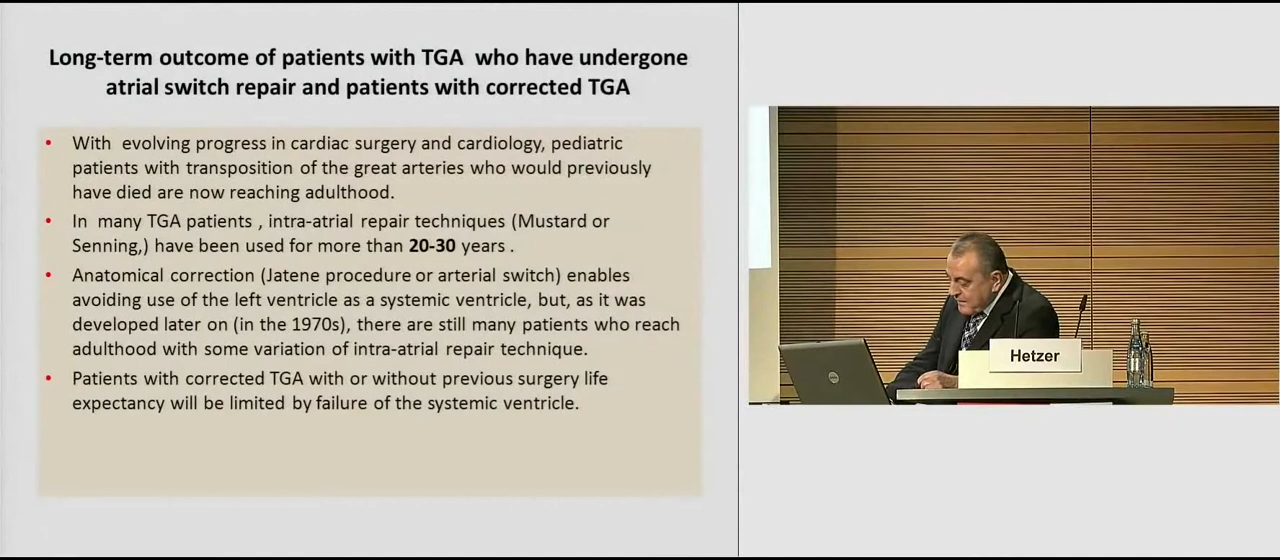 Long-term outcome of patients with TGA who have undergone
atrial switch repair and patients with corrected TGA
• With evolving progress in cardiac surgery and cardiology, pediatric
patients with transposition of the great arteries who would previously
have died are now reaching adulthood.
• In many TGA patients , intra-atrial repair techniques (Mustard or
Senning,) have been used for more than 20-30 years .
• Anatomical correction (Jatene procedure or arterial switch) enables
avoiding use of the left ventricle as a systemic ventricle, but, as it was
developed later on (in the 1970s), there are still many patients who reach
adulthood with some variation of intra-atrial repair technique.
• Patients with corrected TGA with or without previous surgery life
expectancy will be limited by failure of the systemic ventricle.
Hetzer